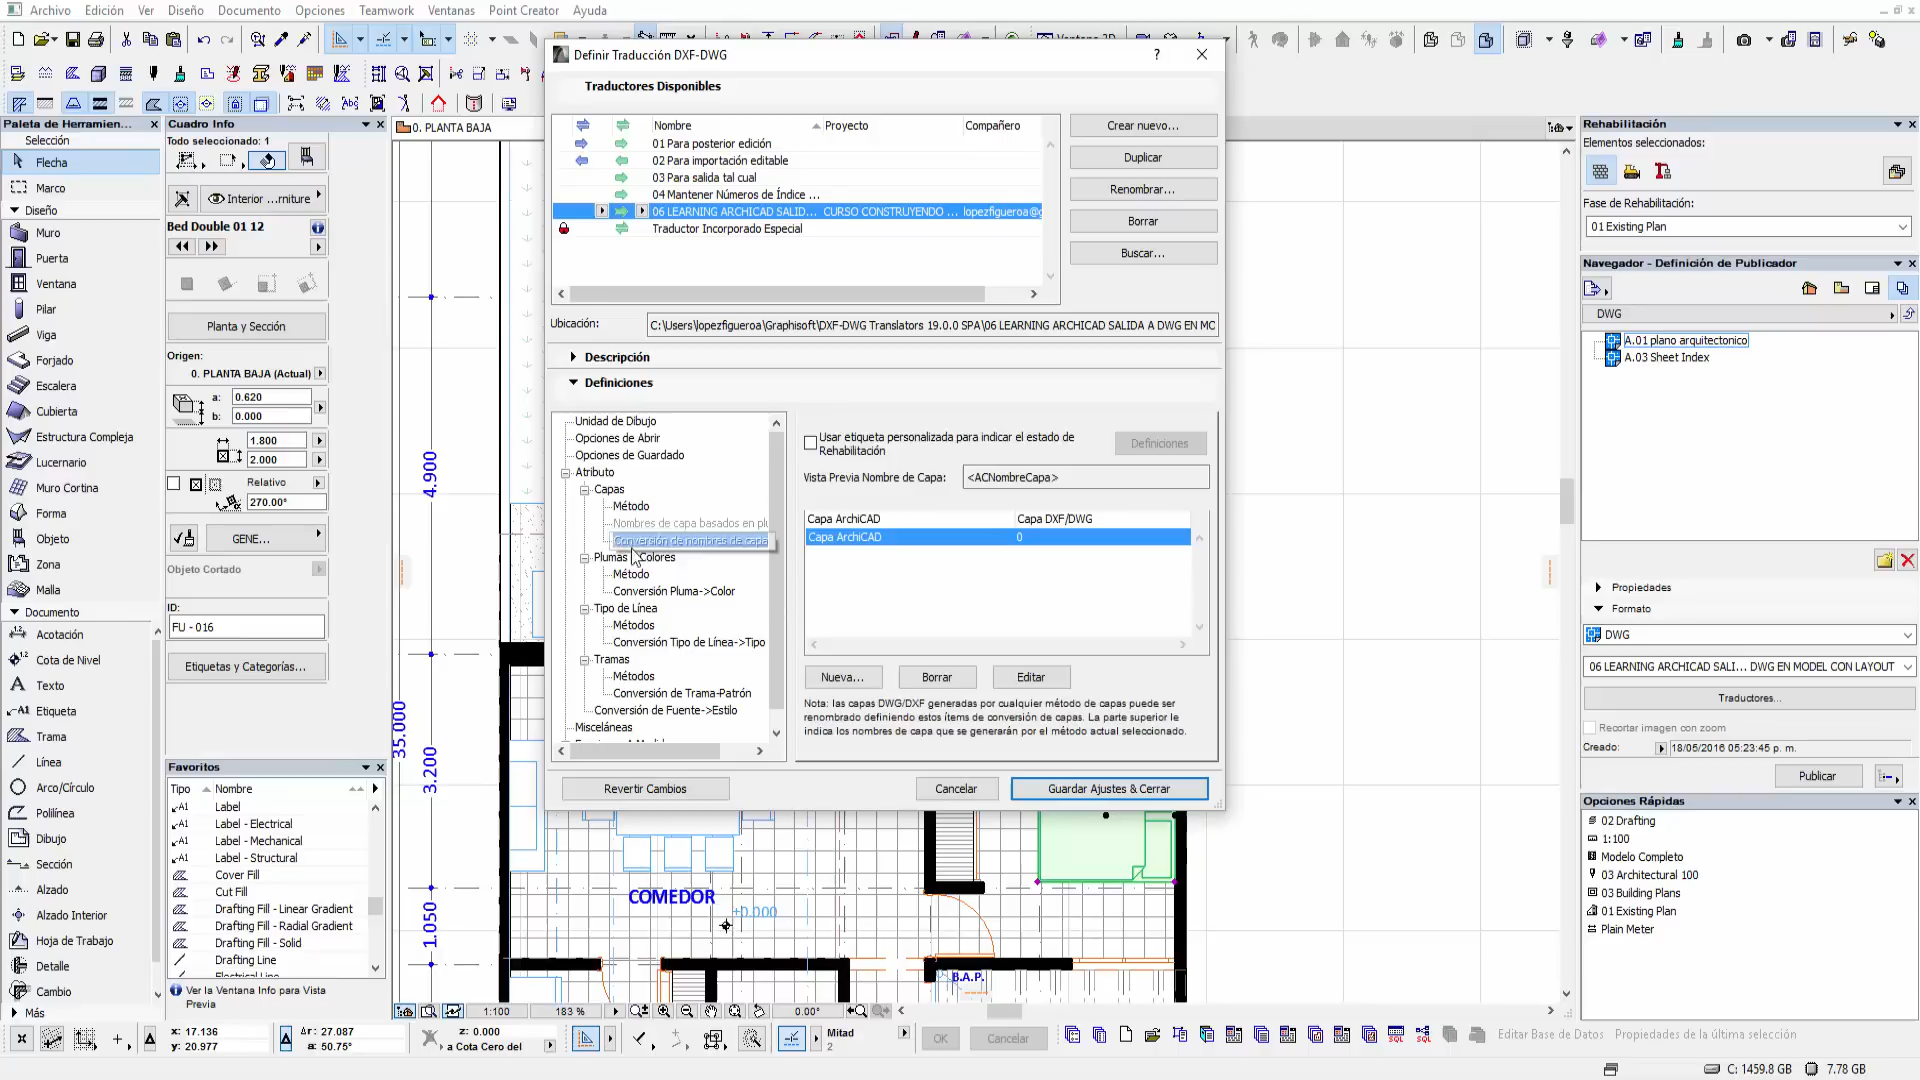 Archivo Edición Ver Diseño Documento Opciones Teamwork Ventanas Point Creator Ayuda
Definir Traducción DXF-DWG
Traductores Disponibles
Nombre Proyecto Compañero
01 Para posterior edición
02 Para importación editable
03 Para salida tal cual
04 Mantener Números de Índice ...
06 LEARNING ARCHICAD SALID... CURSO CONSTRUYENDO ... lopezfigueroa@g
Traductor Incorporado Especial
Crear nuevo...
Duplicar
Renombrar...
Borrar
Buscar...
Ubicación: C:\Users\lopezfigueroa\Graphisoft\DXF-DWG Translators 19.0.0 SPA\06 LEARNING ARCHICAD SALIDA A DWG EN MC
Descripción
Definiciones
Unidad de Dibujo
Opciones de Abrir
Opciones de Guardado
Atributo
Capas
Método
Nombres de capa basados en plu
Conversión de nombres de capa
Plumas Colores
Método
Conversión Pluma->Color
Tipo de Línea
Métodos
Conversión Tipo de Línea->Tipo
Tramas
Métodos
Conversión de Trama-Patrón
Conversión de Fuente->Estilo
Misceláneas
Usar etiqueta personalizada para indicar el estado de
Rehabilitación
Definiciones
Vista Previa Nombre de Capa: <ACNombreCapa>
Capa ArchiCAD Capa DXF/DWG
Capa ArchiCAD 0
Nueva... Borrar Editar
Nota: las capas DWG/DXF generadas por cualquier método de capas puede ser
renombrado definiendo estos ítems de conversión de capas. La parte superior le
indica los nombres de capa que se generarán por el método actual seleccionado.
Revertir Cambios Cancelar Guardar Ajustes & Cerrar
Paleta de Herramien...
Selección
Flecha
Marco
Diseño
Muro
Puerta
Ventana
Pilar
Viga
Forjado
Escalera
Cubierta
Estructura Compleja
Lucernario
Muro Cortina
Forma
Objeto
Zona
Malla
Documento
Acotación
Cota de Nivel
Texto
Etiqueta
Trama
Línea
Arco/Círculo
Polilínea
Dibujo
Sección
Alzado
Alzado Interior
Hoja de Trabajo
Detalle
Cambio
Más
Cuadro Info
Todo seleccionado: 1
Interior ...rniture
Bed Double 01 12
Planta y Sección
Origen:
0. PLANTA BAJA (Actual)
a: 0.620
b: 0.000
1.800
2.000
Relativo
270.00°
GENE...
Objeto Cortado
ID:
FU - 016
Etiquetas y Categorías...
Favoritos
Tipo Nombre
Label
Label - Electrical
Label - Mechanical
Label - Structural
Cover Fill
Cut Fill
Drafting Fill - Linear Gradient
Drafting Fill - Radial Gradient
Drafting Fill - Solid
Drafting Line
Electrical Line
Ver la Ventana Info para Vista
Previa
0. PLANTA BAJA
4.900
35.000
3.200
1.050
COMEDOR
+0.000
B.A.P.
1:100 183 % 0.00°
Rehabilitación
Elementos seleccionados:
Fase de Rehabilitación:
01 Existing Plan
Navegador - Definición de Publicador
DWG
A.01 plano arquitectonico
A.03 Sheet Index
Propiedades
Formato
DWG
06 LEARNING ARCHICAD SALI... DWG EN MODEL CON LAYOUT
Traductores...
Recortar imagen con zoom
Creado: 18/05/2016 05:23:45 p. m.
Publicar
Opciones Rápidas
02 Drafting
1:100
Modelo Completo
03 Architectural 100
03 Building Plans
01 Existing Plan
Plain Meter
x: 17.136
y: 20.977
Δr: 27.087
a: 50.75°
z: 0.000
a Cota Cero del
Mitad
2
OK Cancelar
Editar Base de Datos Propiedades de la última selección
C: 1459.8 GB 7.78 GB